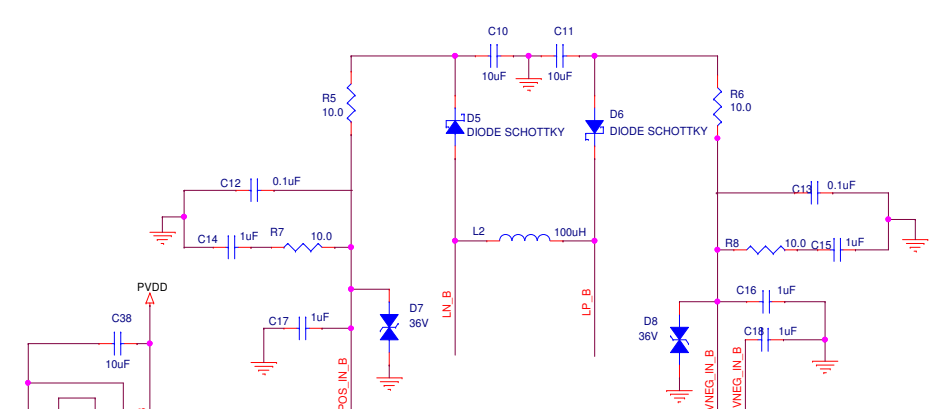 C10
C11
10uF
10uF
R5
10.0
R6
10.0
D5
DIODE SCHOTTKY
D6
DIODE SCHOTTKY
C12
0.1uF
C13
0.1uF
C14
1uF
R7
10.0
L2
100uH
R8
10.0
C15
1uF
PVDD
C38
10uF
C17
1uF
D7
36V
LN_B
LP_B
D8
36V
C16
1uF
C18
1uF
POS_IN_B
VNEG_IN_B
VNEG_IN_B